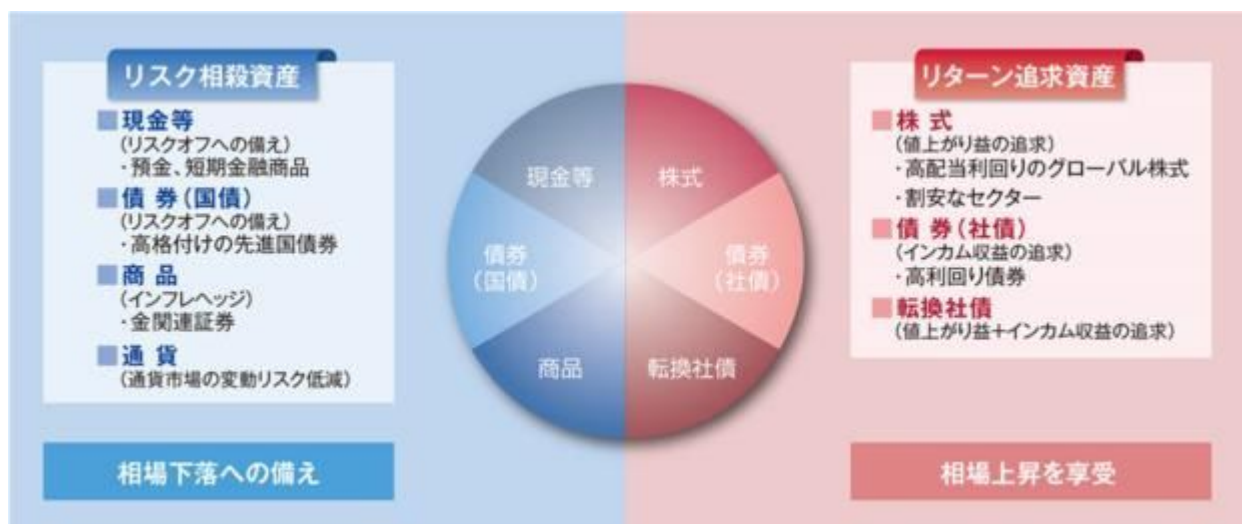 リスク相殺資産
■現金等
(リスクオフへの備え)
・預金、短期金融商品
■債 券(国債)
(リスクオフへの備え)
・高格付けの先進国債券
■商 品
(インフレヘッジ)
・金関連証券
■通 貨
(通貨市場の変動リスク低減)
相場下落への備え
現金等
株式
債券
(国債)
債券
(社債)
商品
転換社債
リターン追求資産
■株 式
(値上がり益の追求)
・高配当利回りのグローバル株式
・割安なセクター
■債 券(社債)
(インカム収益の追求)
・高利回り債券
■転換社債
(値上がり益+インカム収益の追求)
相場上昇を享受